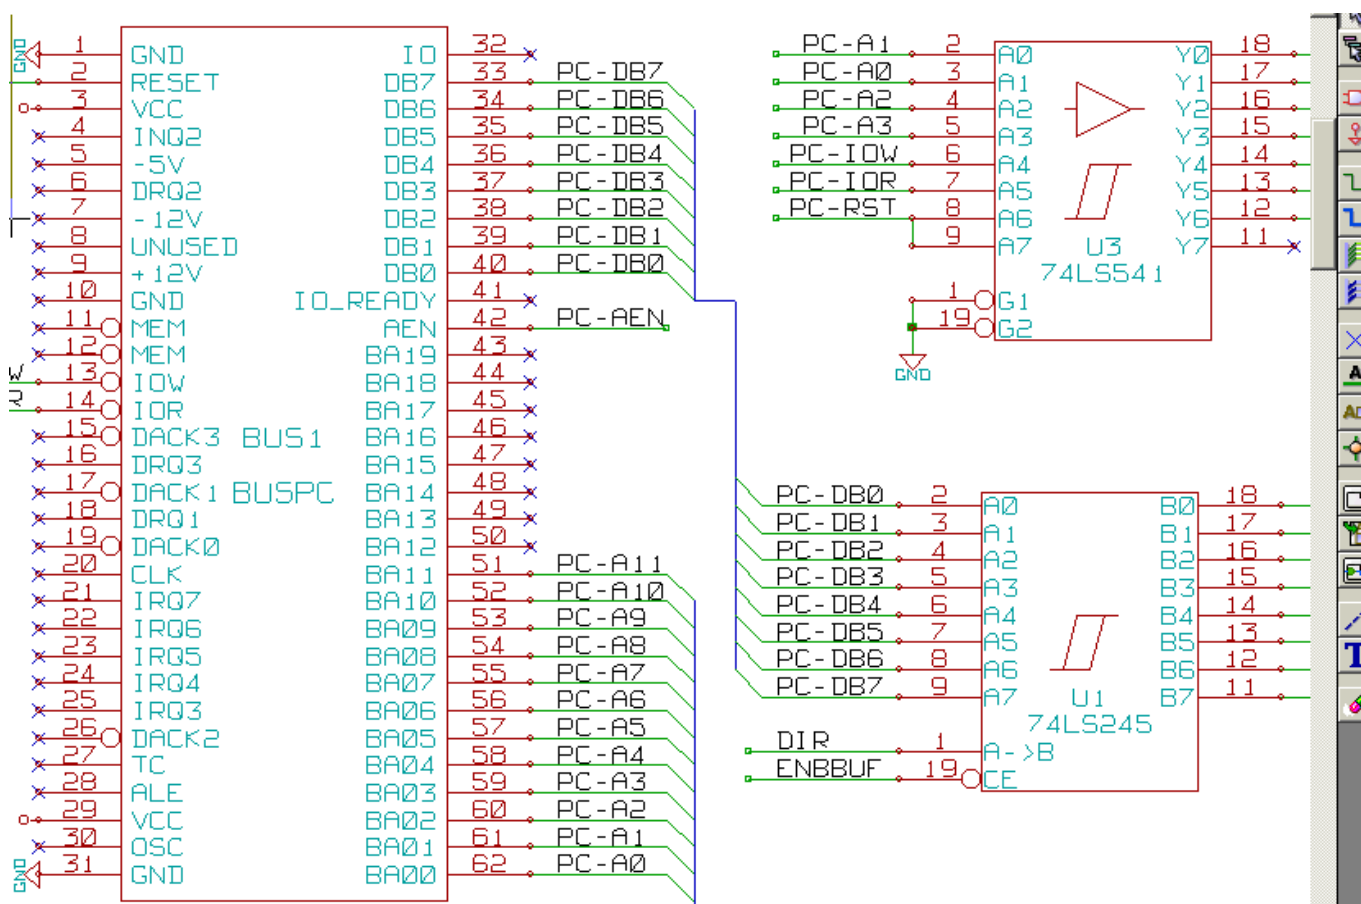 GND 1 GND IO 32
2 RESET DB7 33 PC-DB7
3 VCC DB6 34 PC-DB6
4 INQ2 DB5 35 PC-DB5
5 -5V DB4 36 PC-DB4
6 DRQ2 DB3 37 PC-DB3
7 -12V DB2 38 PC-DB2
8 UNUSED DB1 39 PC-DB1
9 +12V DB0 40 PC-DB0
10 GND IO_READY 41
11 MEM AEN 42 PC-AEN
12 MEM BA19 43
W 13 IOW BA18 44
R 14 IOR BA17 45
15 DACK3 BUS1 BA16 46
16 DRQ3 BA15 47
17 DACK1 BUSPC BA14 48
18 DRQ1 BA13 49
19 DACK0 BA12 50
20 CLK BA11 51 PC-A11
21 IRQ7 BA10 52 PC-A10
22 IRQ6 BA09 53 PC-A9
23 IRQ5 BA08 54 PC-A8
24 IRQ4 BA07 55 PC-A7
25 IRQ3 BA06 56 PC-A6
26 DACK2 BA05 57 PC-A5
27 TC BA04 58 PC-A4
28 ALE BA03 59 PC-A3
29 VCC BA02 60 PC-A2
30 OSC BA01 61 PC-A1
GND 31 GND BA00 62 PC-A0
PC-A1 2 A0 Y0 18
PC-A0 3 A1 Y1 17
PC-A2 4 A2 Y2 16
PC-A3 5 A3 Y3 15
PC-IOW 6 A4 Y4 14
PC-IOR 7 A5 Y5 13
PC-RST 8 A6 Y6 12
9 A7 U3 Y7 11
74LS541
1 G1
19 G2
GND
PC-DB0 2 A0 B0 18
PC-DB1 3 A1 B1 17
PC-DB2 4 A2 B2 16
PC-DB3 5 A3 B3 15
PC-DB4 6 A4 B4 14
PC-DB5 7 A5 B5 13
PC-DB6 8 A6 B6 12
PC-DB7 9 A7 U1 B7 11
74LS245
DIR 1 A->B
ENBBUF 19 CE
A
T